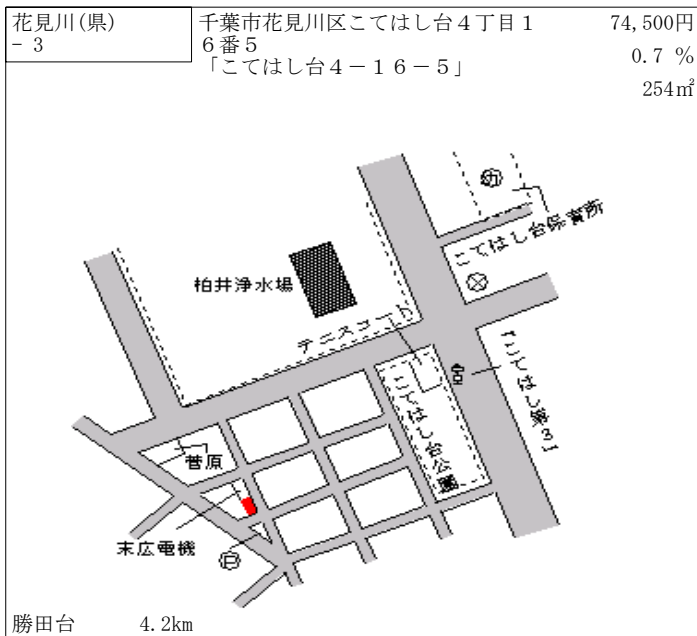 花見川(県)
- 3
千葉市花見川区こてはし台４丁目１
６番５
「こてはし台４－１６－５」
74,500円
0.7 %
254㎡
幼
こてはし台保育所
柏井浄水場
テニスコート
こてはし台公園
「こてはし第３」
菅原
末広電機
勝田台 4.2km